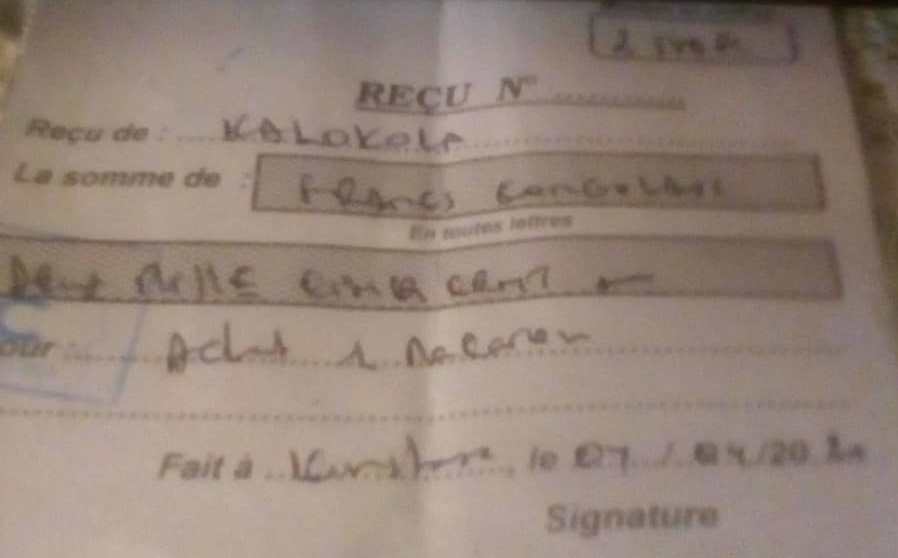 REÇU N° ............
Reçu de : KALOKOLA
La somme de : Francs congolais
En toutes lettres
Deux mille cinq cent
our : Achat 1
Fait à Kinshasa, le 07/04/20
Signature